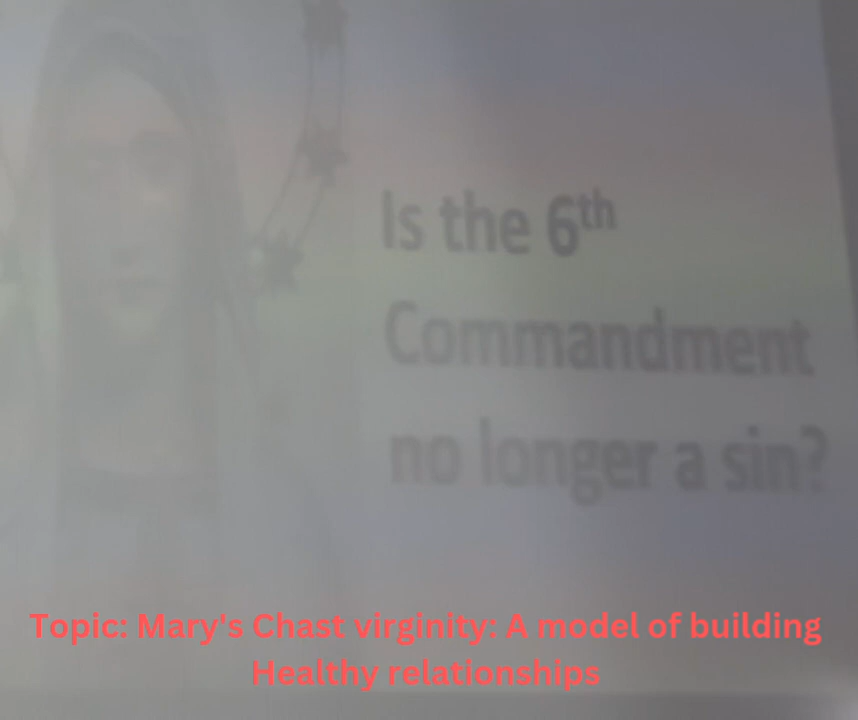 Is the 6th
Commandment
no longer a sin?
Topic: Mary's Chast virginity: A model of building
Healthy relationships